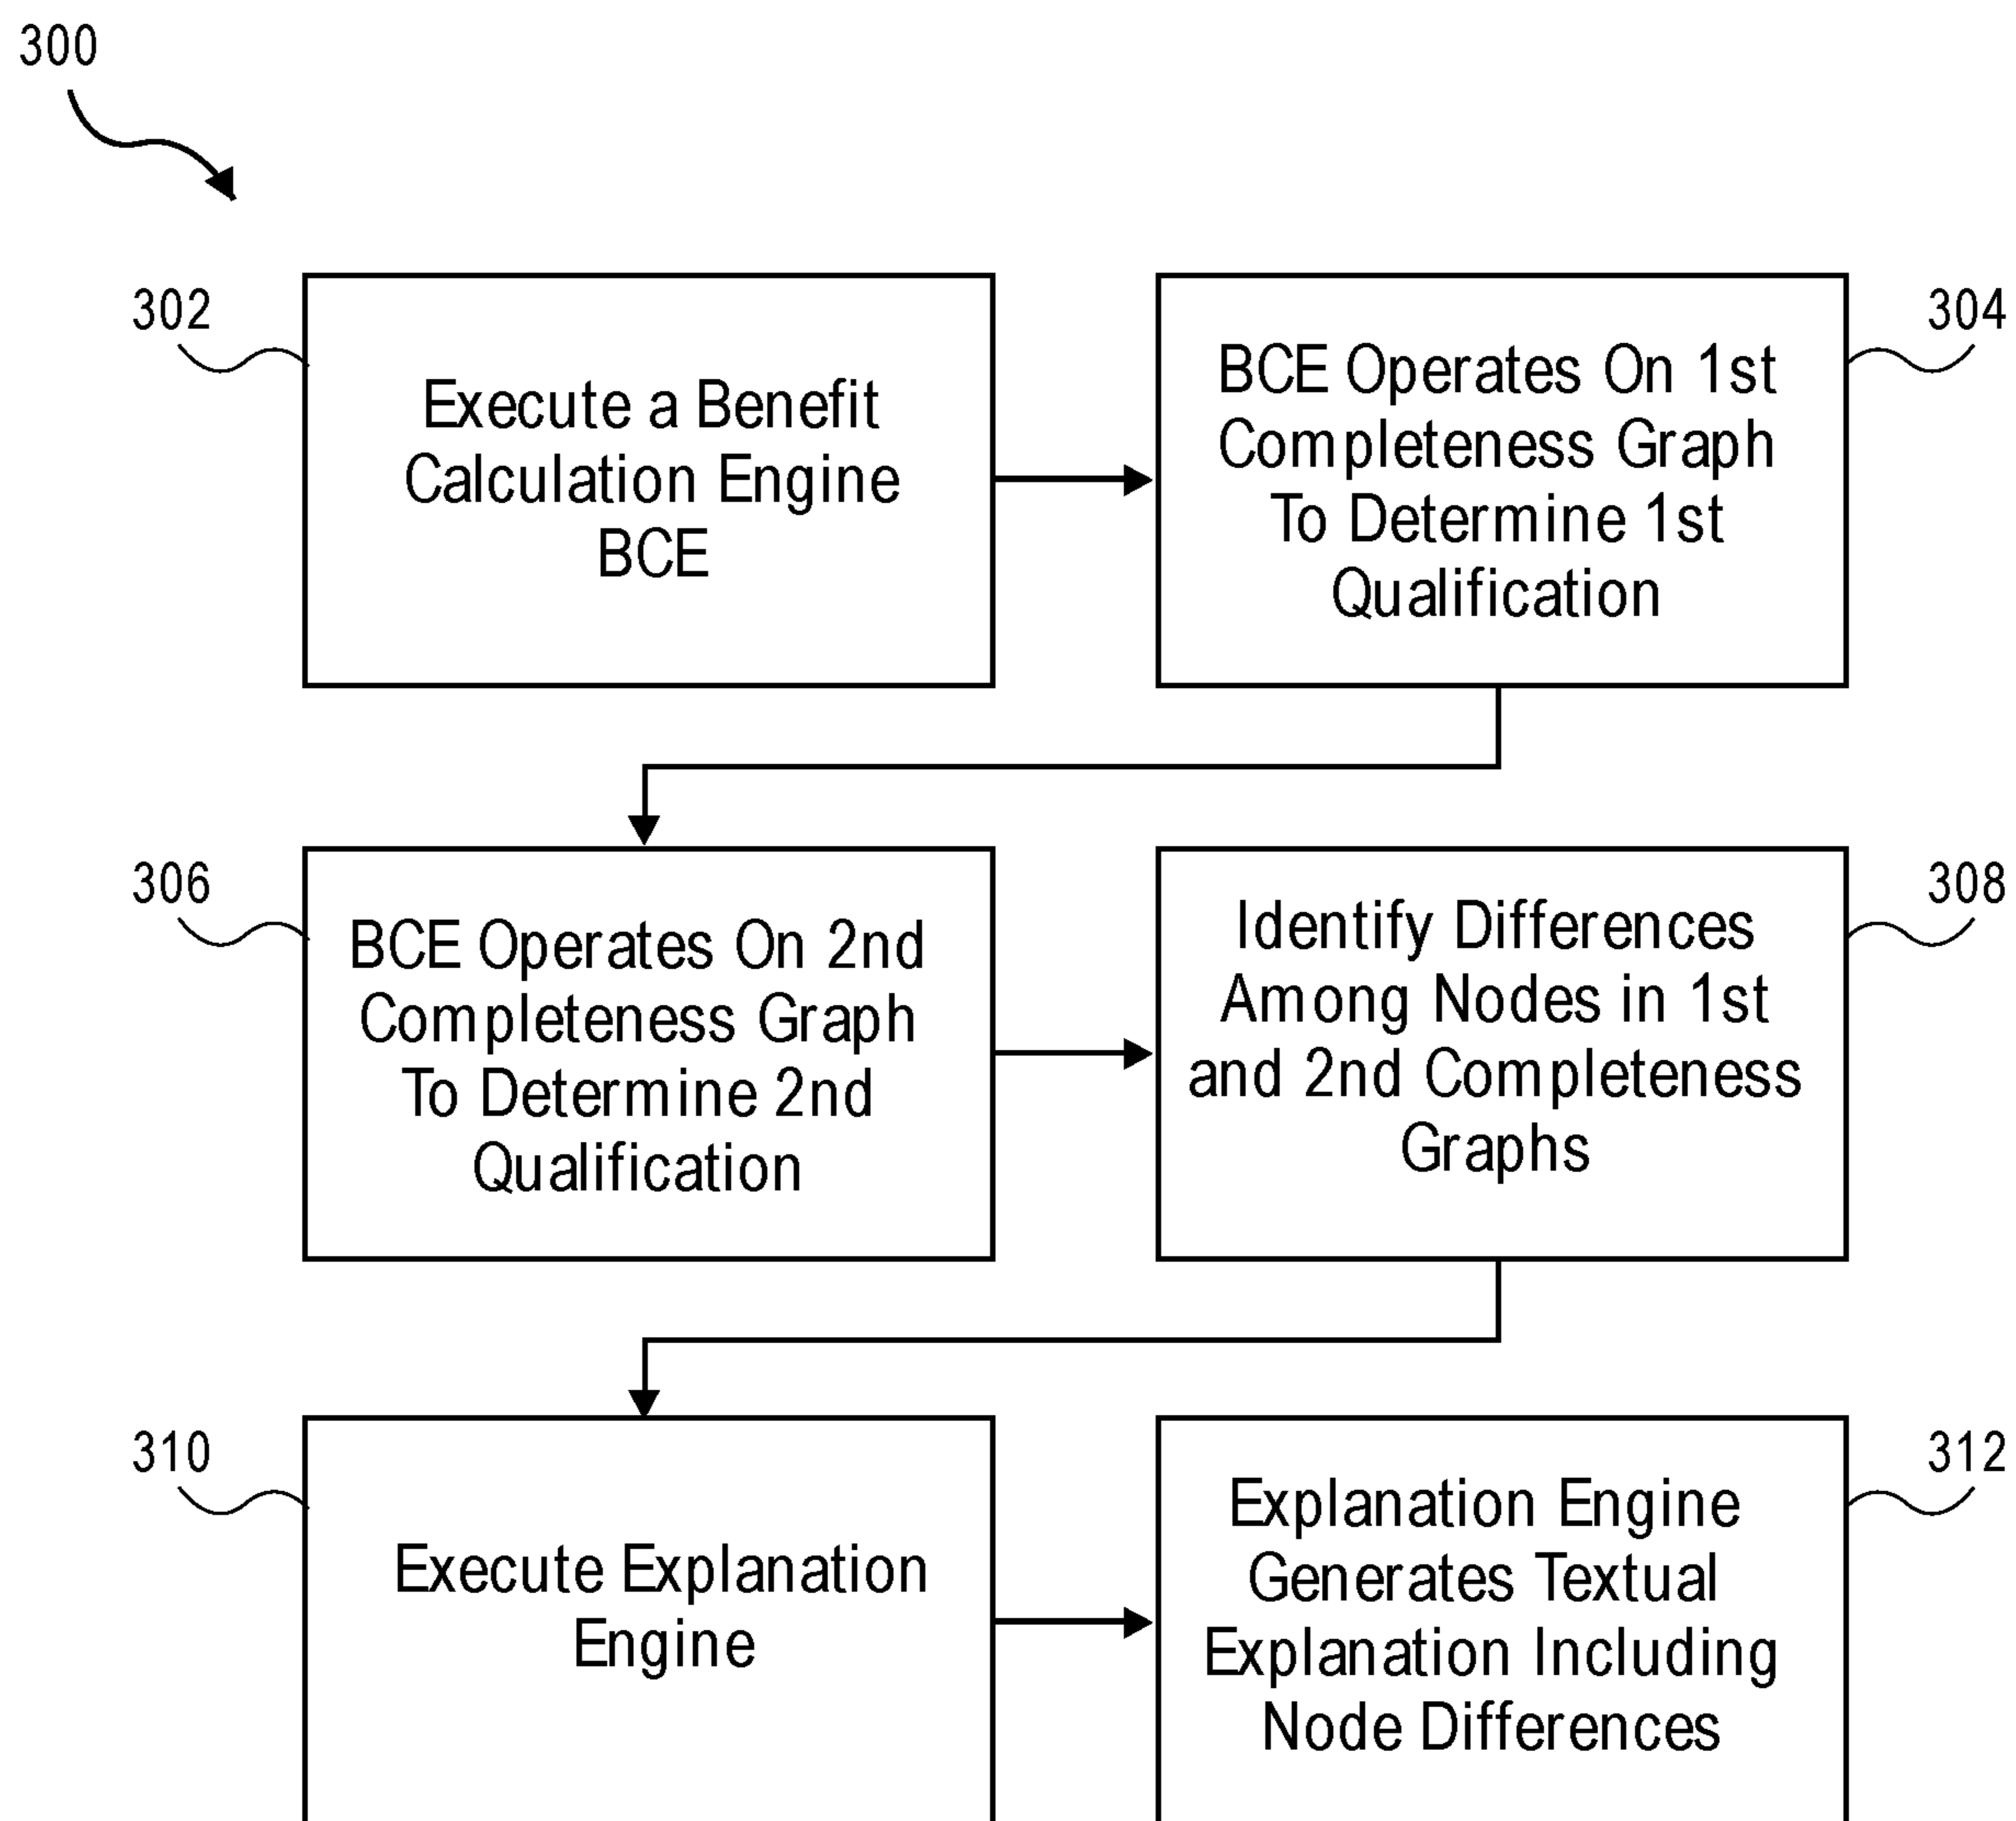 300
302
Execute a Benefit
Calculation Engine
BCE
304
BCE Operates On 1st
Completeness Graph
To Determine 1st
Qualification
306
BCE Operates On 2nd
Completeness Graph
To Determine 2nd
Qualification
308
Identify Differences
Among Nodes in 1st
and 2nd Completeness
Graphs
310
Execute Explanation
Engine
312
Explanation Engine
Generates Textual
Explanation Including
Node Differences